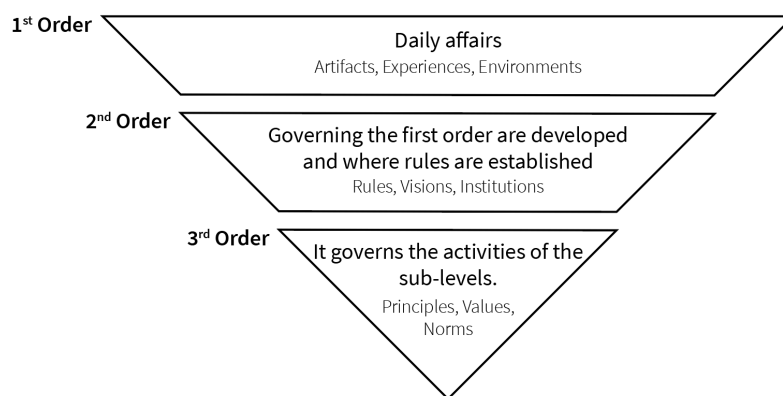 1st Order
Daily affairs
Artifacts, Experiences, Environments
2nd Order
Governing the first order are developed
and where rules are established
Rules, Visions, Institutions
3rd Order
It governs the activities of the
sub-levels.
Principles, Values,
Norms